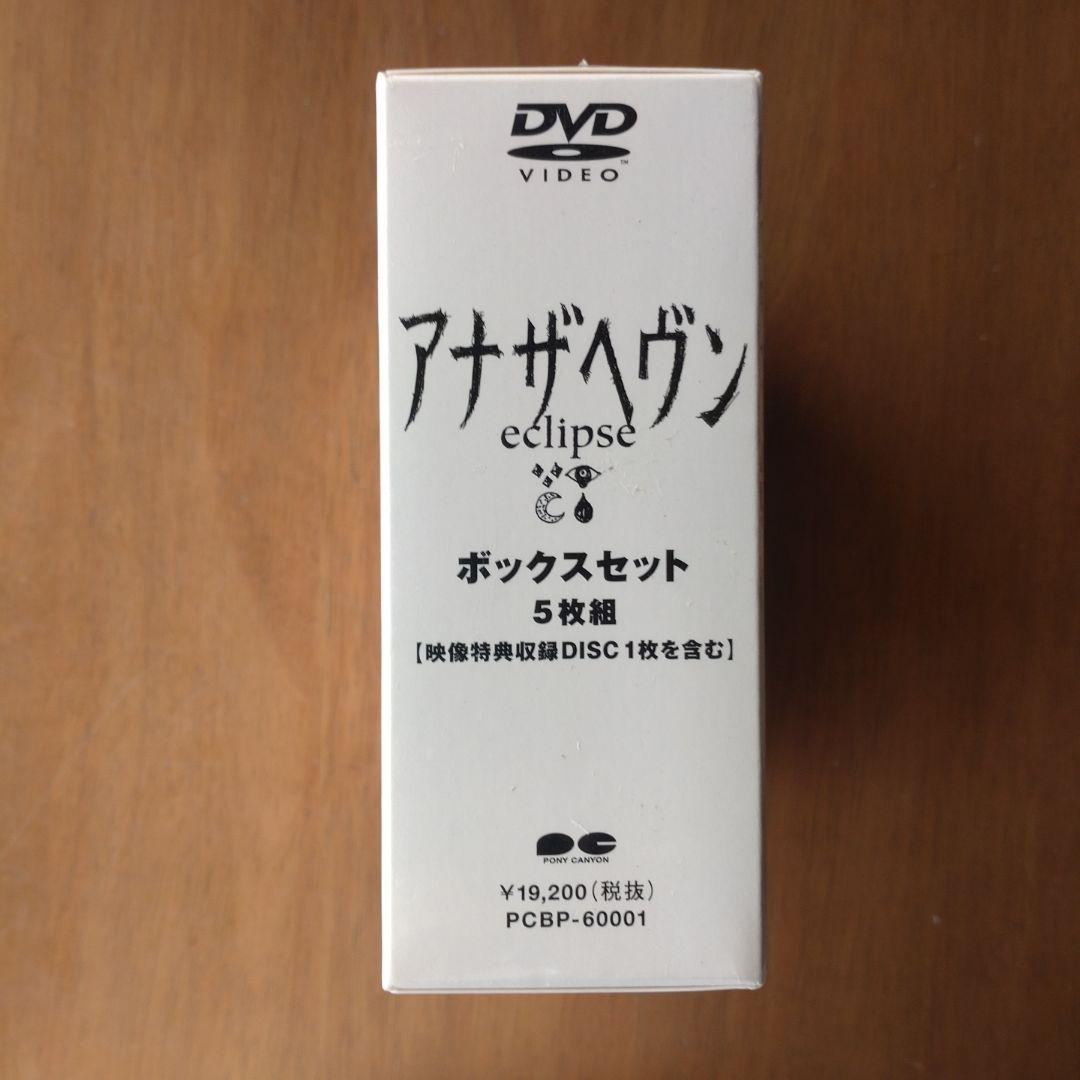 DVD
™
VIDEO
アナザヘヴン
eclipse
ボックスセット
5枚組
【映像特典収録DISC1枚を含む】
PONY CANYON
¥19,200(税抜)
PCBP-60001